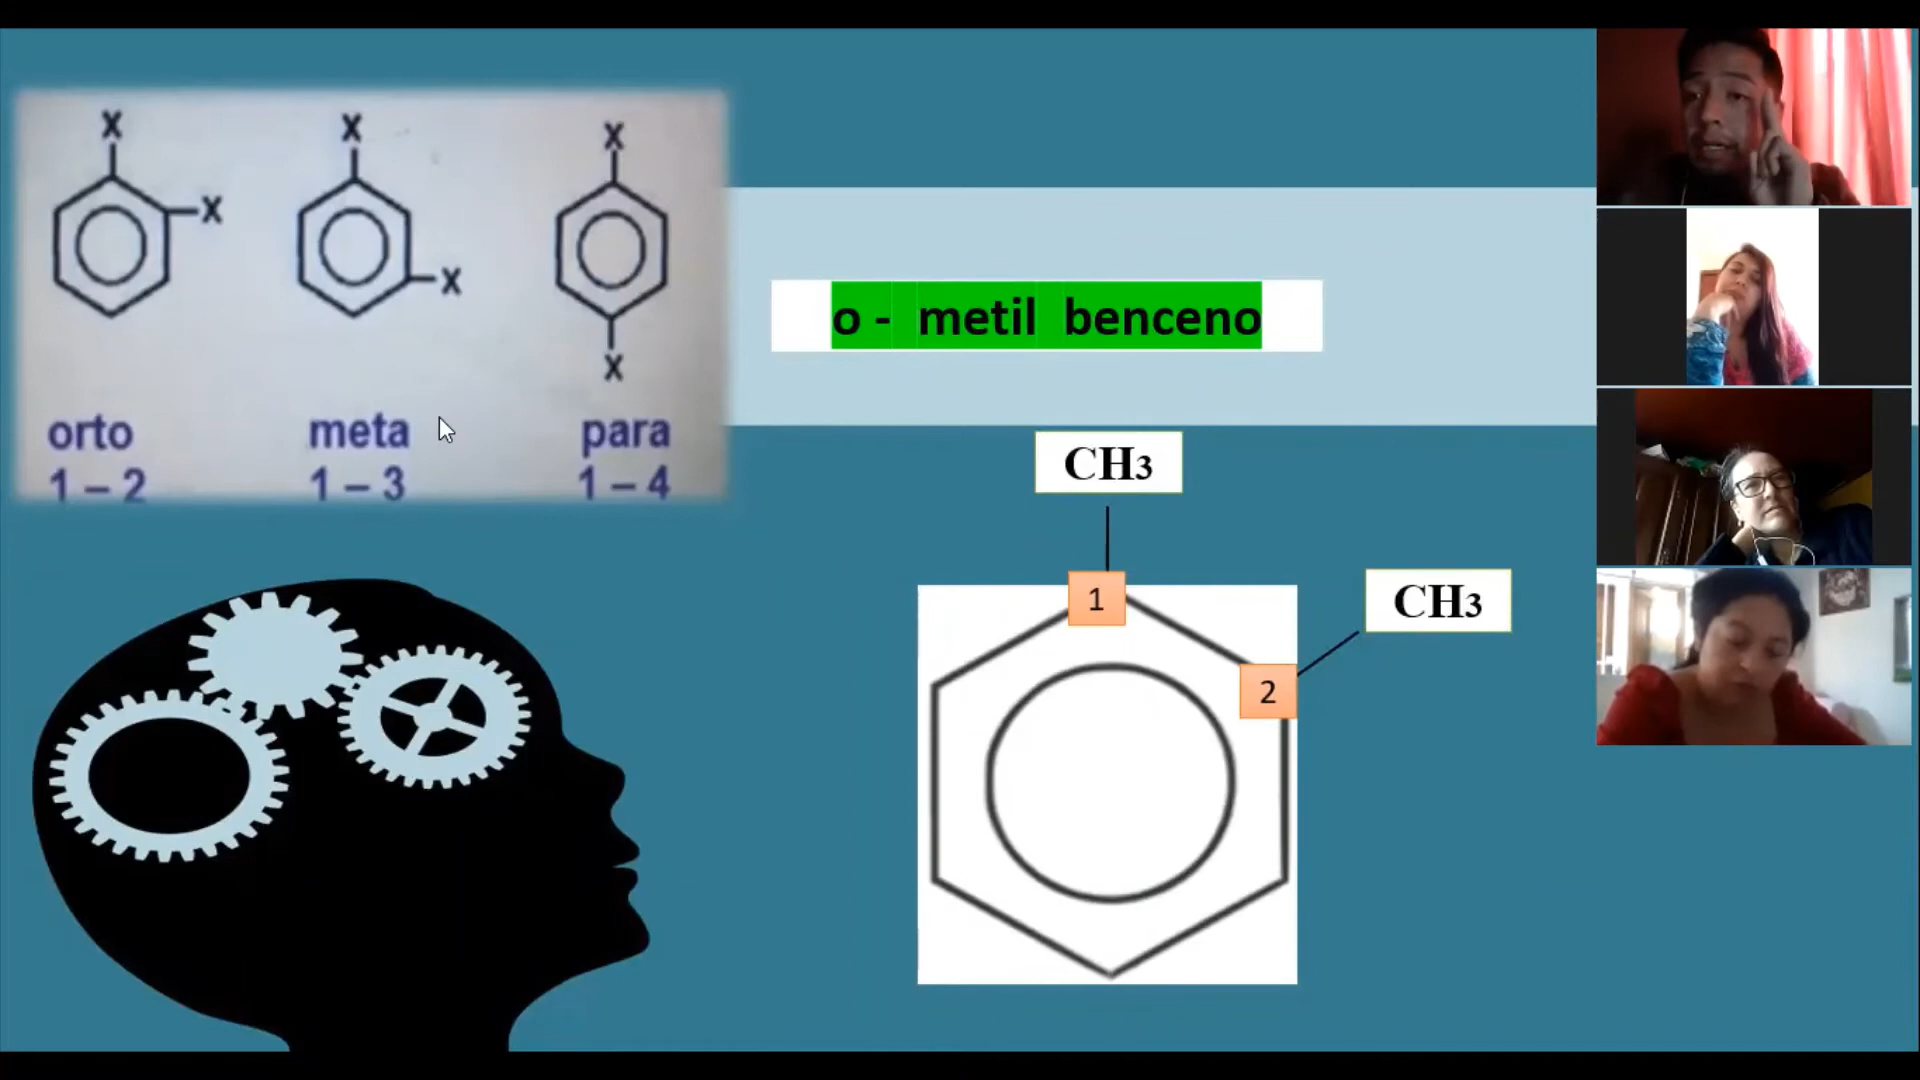 X X X
X
X
X
orto meta para
1 – 2 1 – 3 1 – 4
o - metil benceno
CH3
1
CH3
2